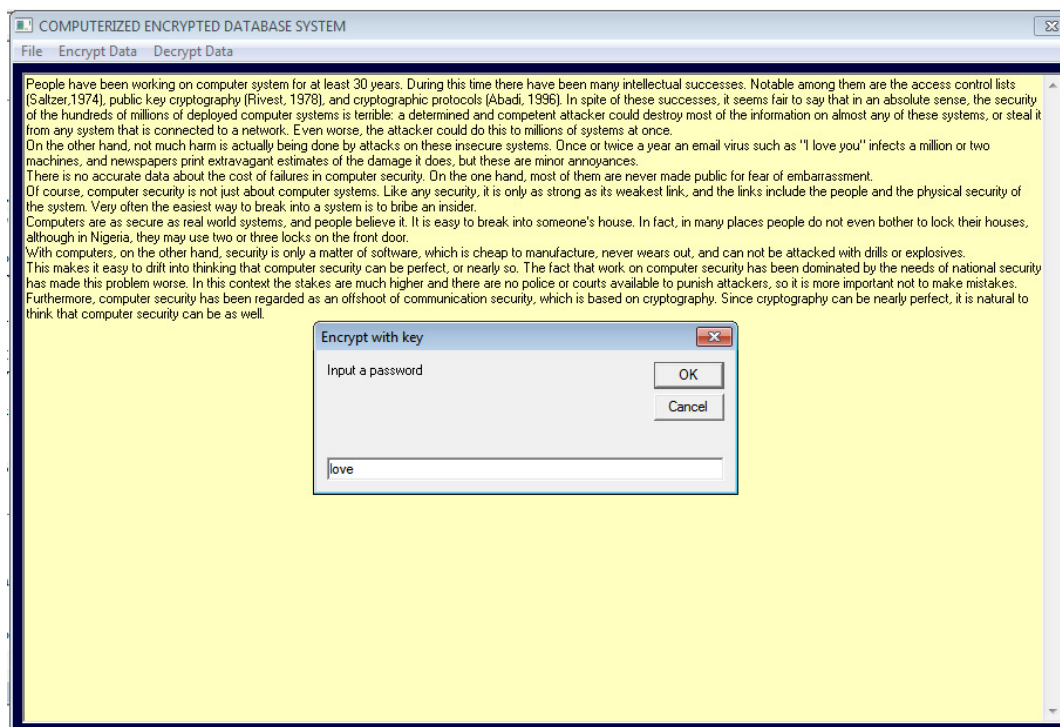 COMPUTERIZED ENCRYPTED DATABASE SYSTEM
File Encrypt Data Decrypt Data
People have been working on computer system for at least 30 years. During this time there have been many intellectual successes. Notable among them are the access control lists
(Saltzer,1974), public key cryptography (Rivest, 1978), and cryptographic protocols (Abadi, 1996). In spite of these successes, it seems fair to say that in an absolute sense, the security
of the hundreds of millions of deployed computer systems is terrible: a determined and competent attacker could destroy most of the information on almost any of these systems, or steal it
from any system that is connected to a network. Even worse, the attacker could do this to millions of systems at once.
On the other hand, not much harm is actually being done by attacks on these insecure systems. Once or twice a year an email virus such as "I love you" infects a million or two
machines, and newspapers print extravagant estimates of the damage it does, but these are minor annoyances.
There is no accurate data about the cost of failures in computer security. On the one hand, most of them are never made public for fear of embarrassment.
Of course, computer security is not just about computer systems. Like any security, it is only as strong as its weakest link, and the links include the people and the physical security of
the system. Very often the easiest way to break into a system is to bribe an insider.
Computers are as secure as real world systems, and people believe it. It is easy to break into someone's house. In fact, in many places people do not even bother to lock their houses,
although in Nigeria, they may use two or three locks on the front door.
With computers, on the other hand, security is only a matter of software, which is cheap to manufacture, never wears out, and can not be attacked with drills or explosives.
This makes it easy to drift into thinking that computer security can be perfect, or nearly so. The fact that work on computer security has been dominated by the needs of national security
has made this problem worse. In this context the stakes are much higher and there are no police or courts available to punish attackers, so it is more important not to make mistakes.
Furthermore, computer security has been regarded as an offshoot of communication security, which is based on cryptography. Since cryptography can be nearly perfect, it is natural to
think that computer security can be as well.
Encrypt with key
Input a password
OK
Cancel
love